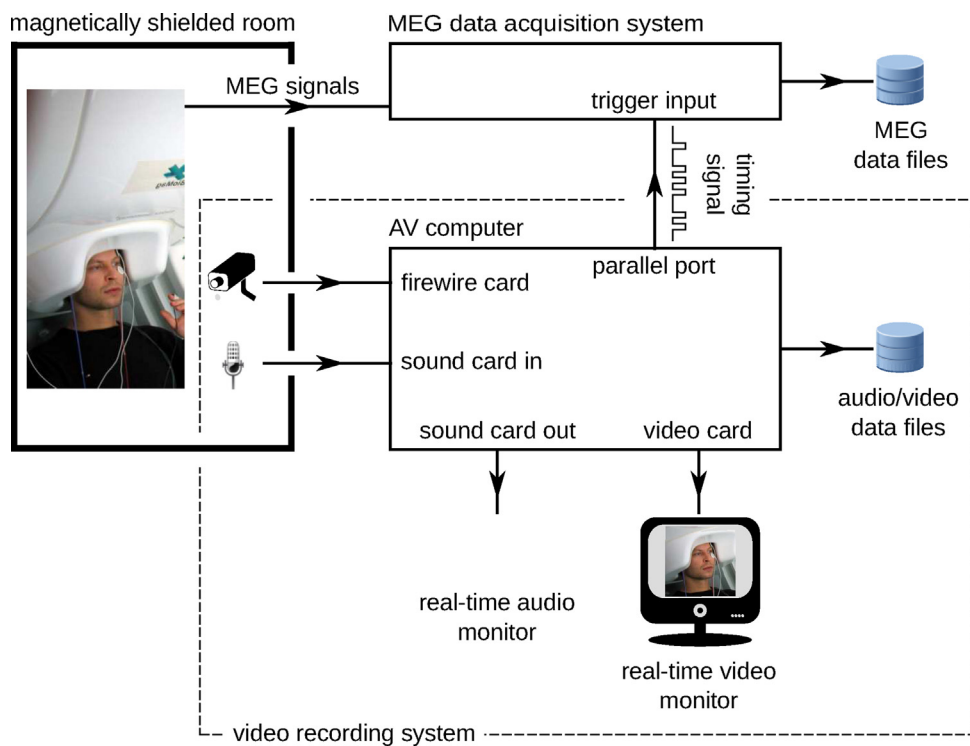 magnetically shielded room
MEG data acquisition system
MEG signals
trigger input
MEG
data files
timing
signal
AV computer
parallel port
firewire card
sound card in
sound card out
video card
audio/video
data files
real-time audio
monitor
real-time video
monitor
video recording system